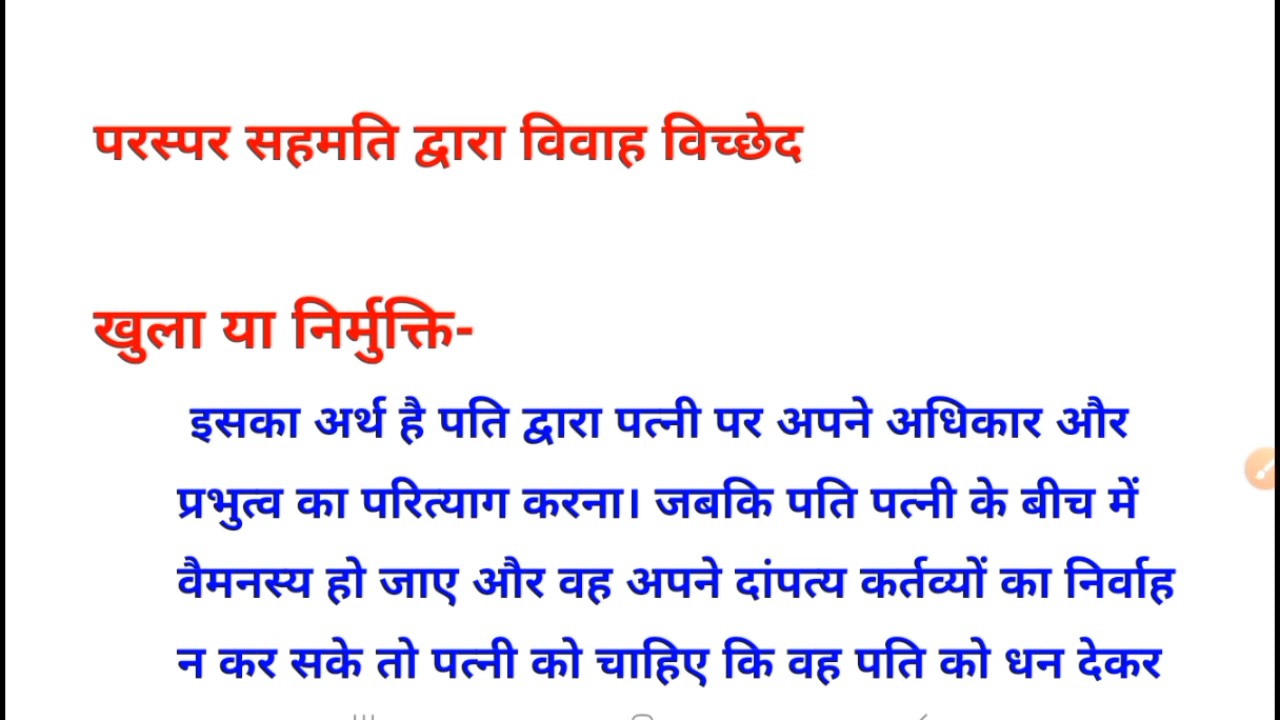 परस्पर सहमति द्वारा विवाह विच्छेद
खुला या निर्मुक्ति-
इसका अर्थ है पति द्वारा पत्नी पर अपने अधिकार और
प्रभुत्व का परित्याग करना। जबकि पति पत्नी के बीच में
वैमनस्य हो जाए और वह अपने दांपत्य कर्तव्यों का निर्वाह
न कर सके तो पत्नी को चाहिए कि वह पति को धन देकर